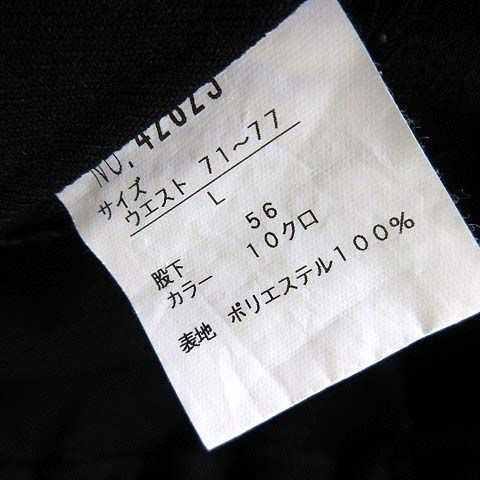 NO. 42823
サイズ
ウエスト 71～77
L
股下 56
カラー 10クロ
表地 ポリエステル100%